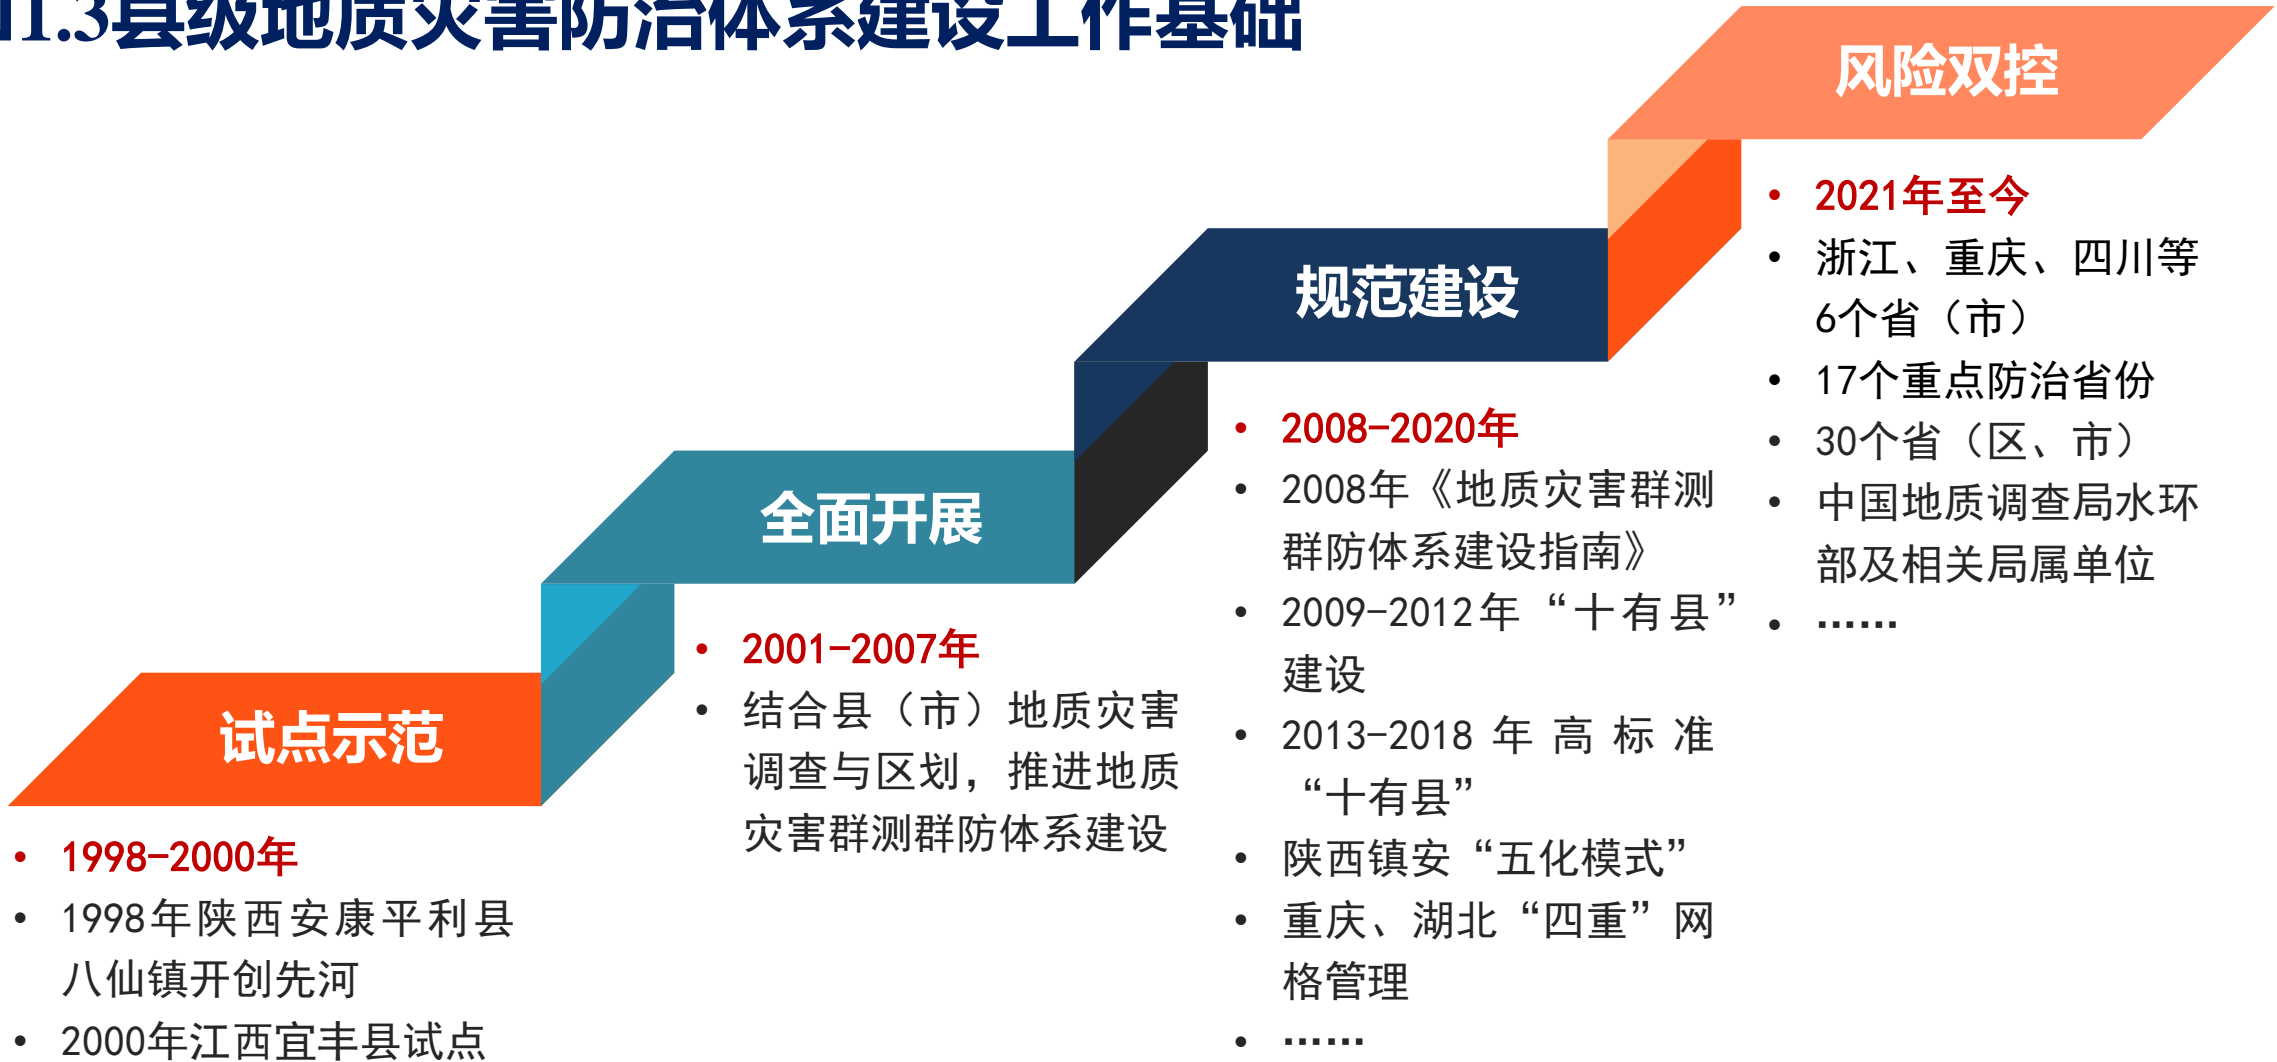 1.3县级地质灾害防治体系建设工作基础
风险双控
• 2021年至今
• 浙江、重庆、四川等
6个省（市）
• 17个重点防治省份
• 30个省（区、市）
• 中国地质调查局水环
部及相关局属单位
• ……
规范建设
• 2008-2020年
• 2008年《地质灾害群测
群防体系建设指南》
• 2009-2012年“十有县”
建设
• 2013-2018年高标准
“十有县”
• 陕西镇安“五化模式”
• 重庆、湖北“四重”网
格管理
• ……
全面开展
• 2001-2007年
• 结合县（市）地质灾害
调查与区划，推进地质
灾害群测群防体系建设
试点示范
• 1998-2000年
• 1998年陕西安康平利县
八仙镇开创先河
• 2000年江西宜丰县试点